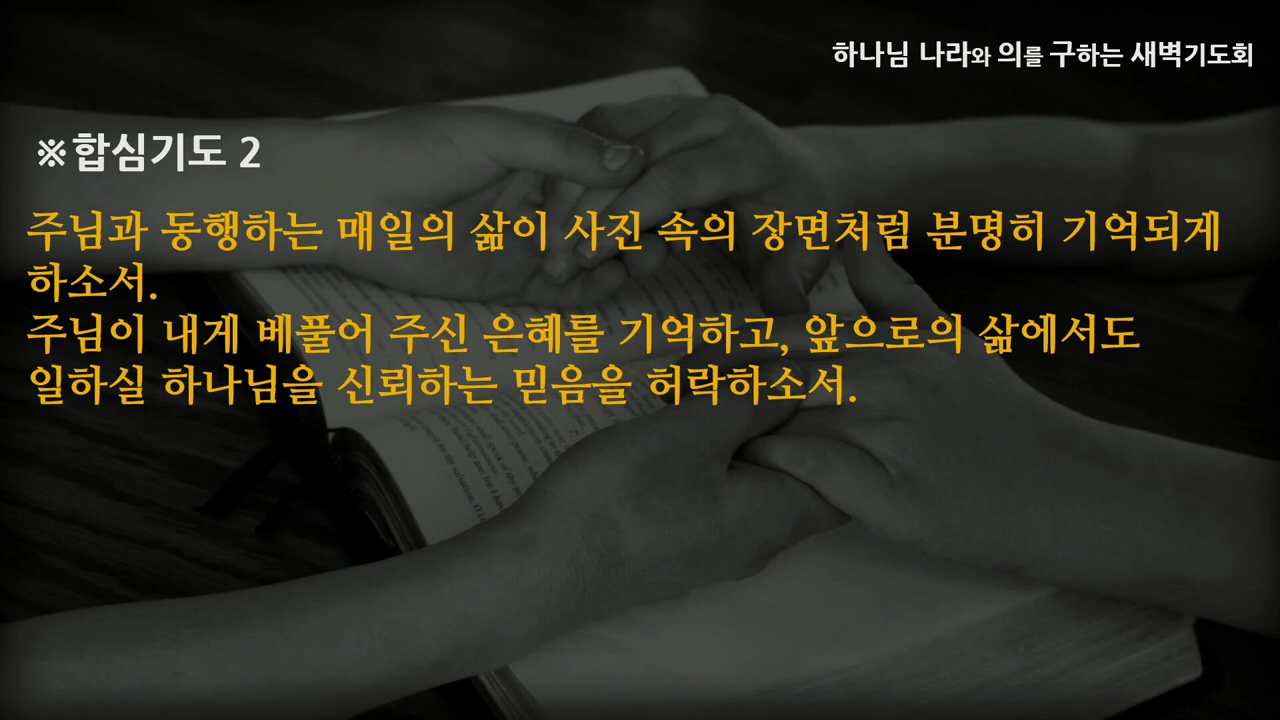 하나님 나라와 의를 구하는 새벽기도회
※합심기도 2
주님과 동행하는 매일의 삶이 사진 속의 장면처럼 분명히 기억되게
하소서.
주님이 내게 베풀어 주신 은혜를 기억하고, 앞으로의 삶에서도
일하실 하나님을 신뢰하는 믿음을 허락하소서.